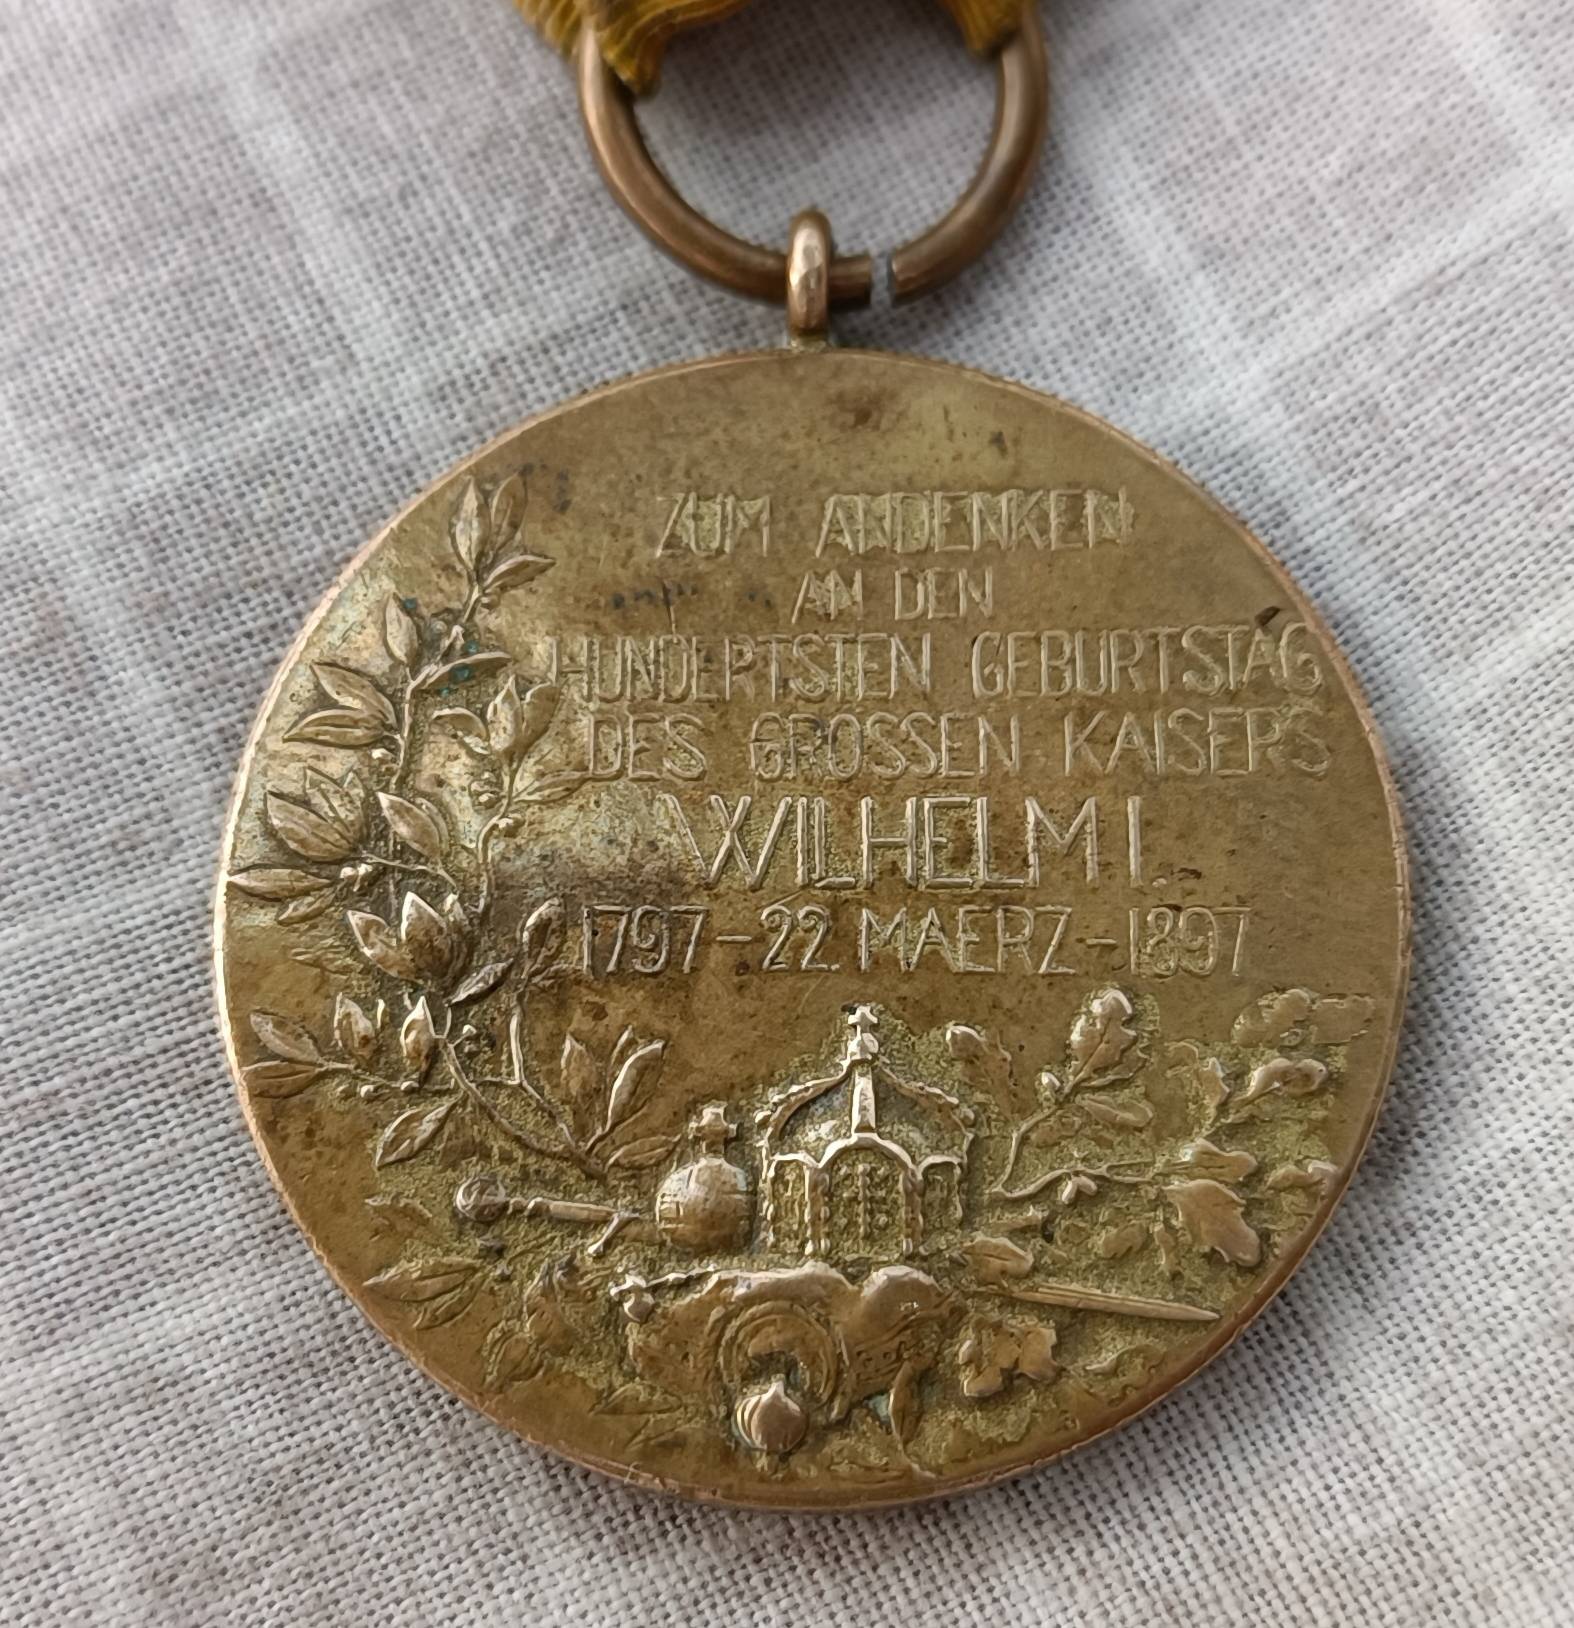 ZUM ANDENKEN
AN DEN
HUNDERTSTEN GEBURTSTAG
DES GROSSEN KAISERS
WILHELM I.
1797 – 22. MAERZ – 1897